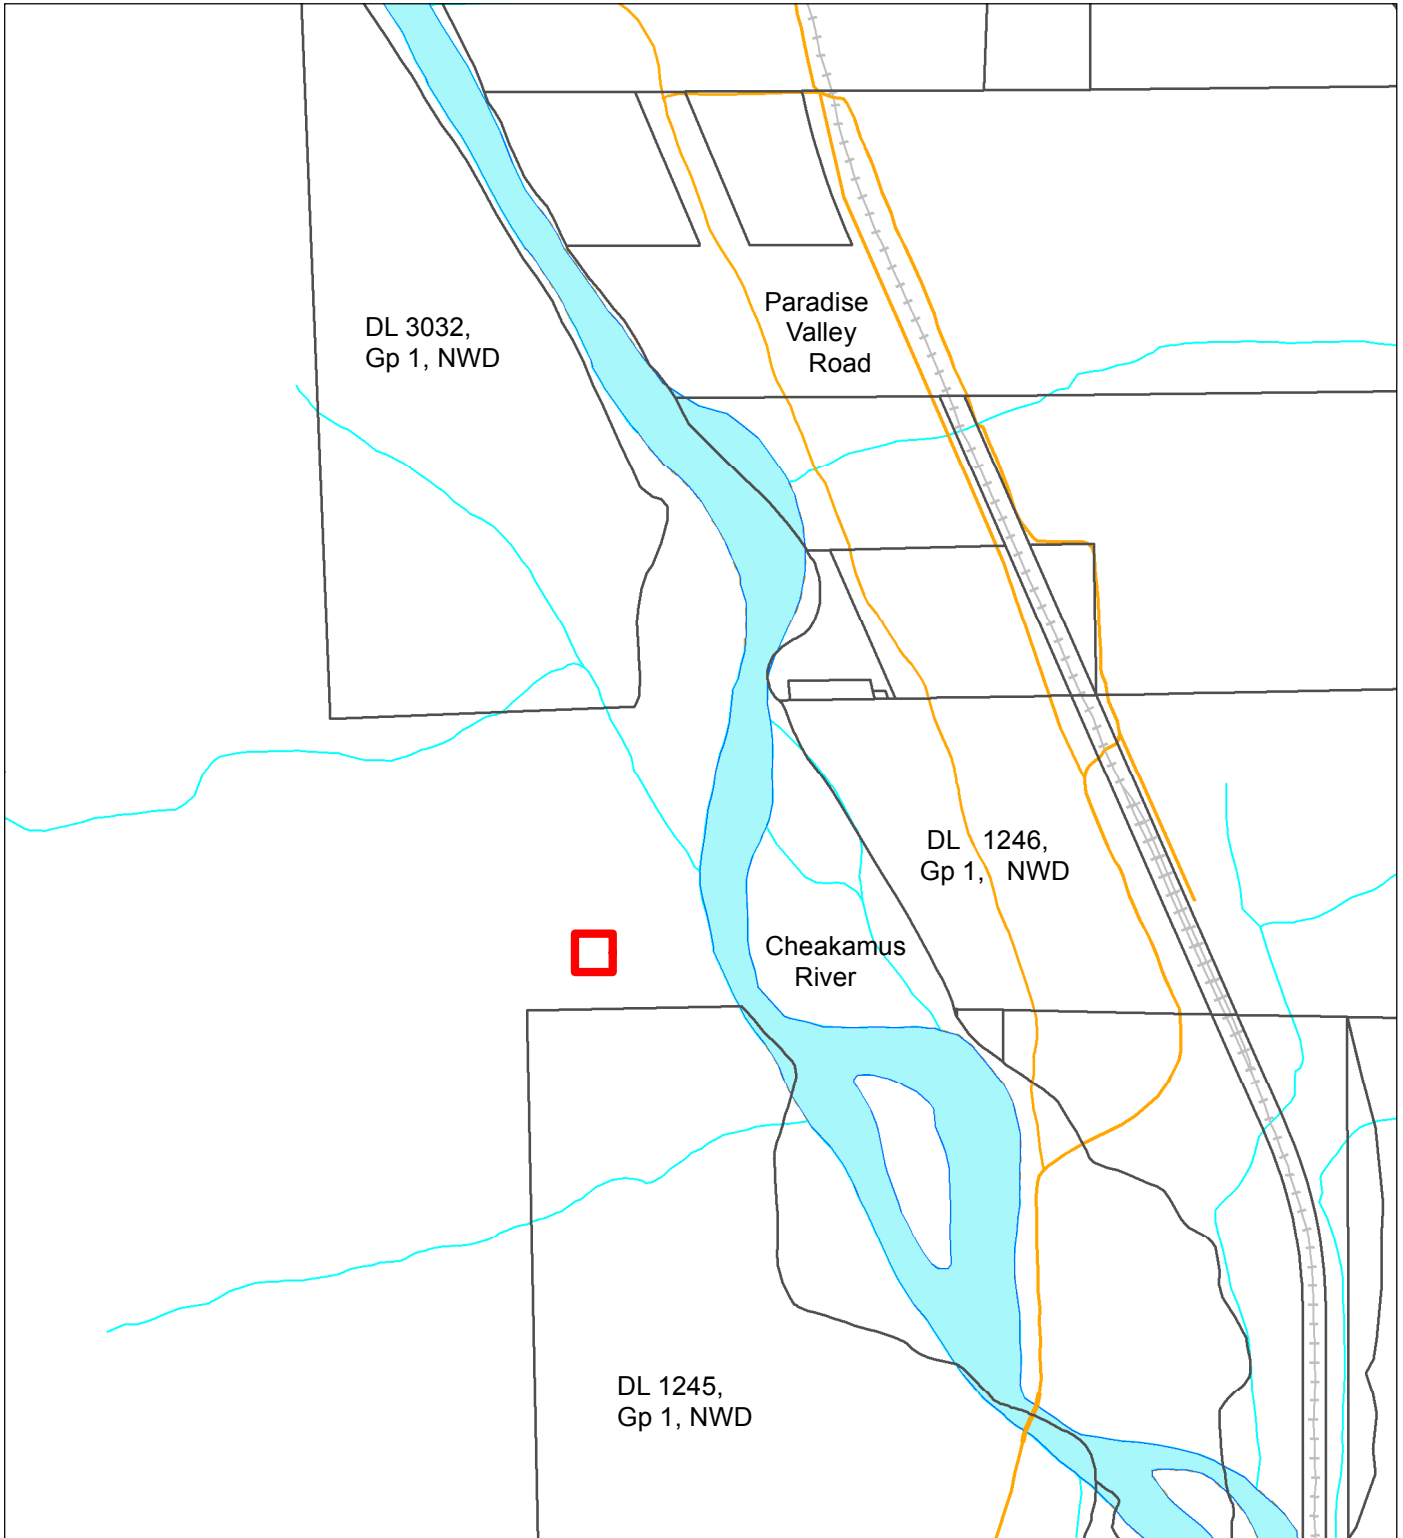 Paradise
Valley
Road
DL 3032,
Gp 1, NWD
DL 1246,
Gp 1, NWD
Cheakamus
River
DL 1245,
Gp 1, NWD